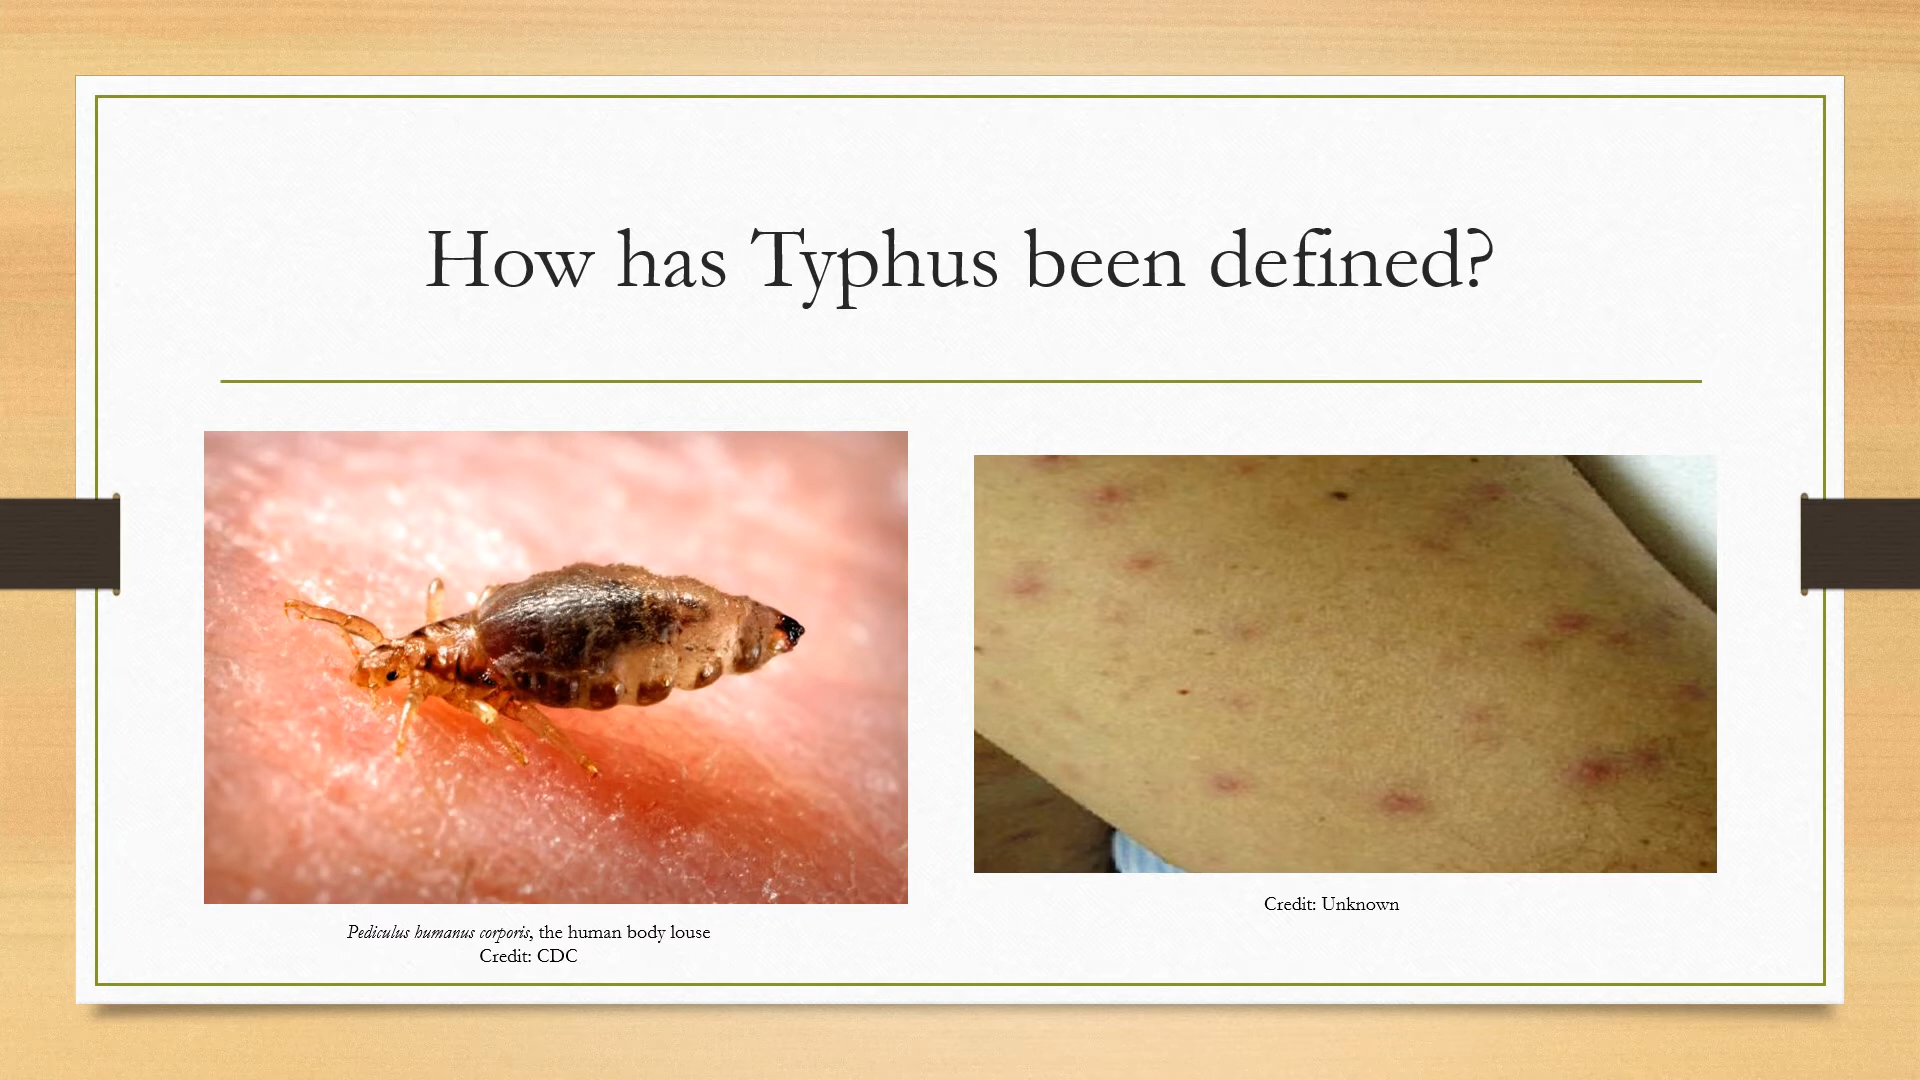 How has Typhus been defined?
Pediculus humanus corporis, the human body louse
Credit: CDC
Credit: Unknown